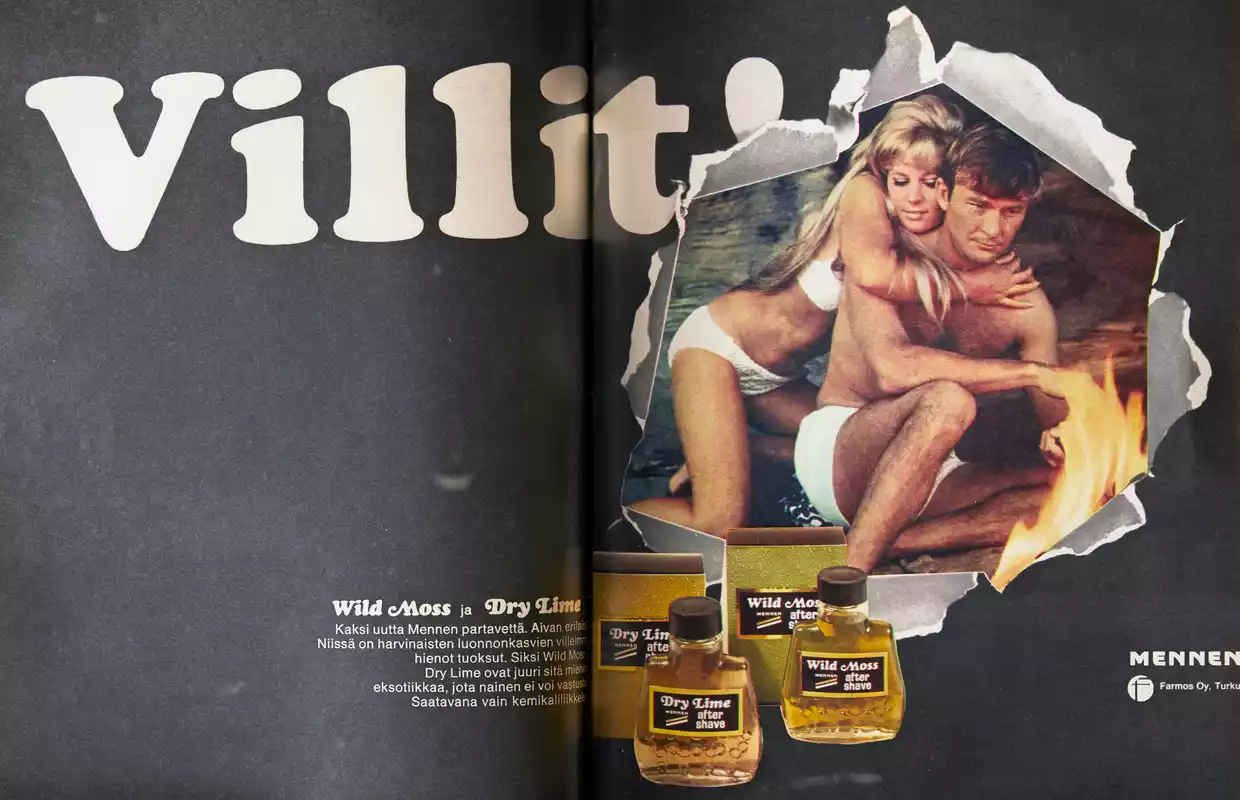 Villit!
Wild Moss ja Dry Lime
Kaksi uutta Mennen partavettä. Aivan
Niissä on harvinaisten luonnonkasvien
hienot tuoksut. Siksi Wild Moss
Dry Lime ovat juuri sitä
eksotiikkaa, jota nainen ei voi
Saatavana vain
Dry Lime
MENNEN
after
Wild Moss
MENNEN after
Dry Lime
MENNEN after
shave
Wild Moss
MENNEN after
shave
MENNEN
Farmos Oy, Turku